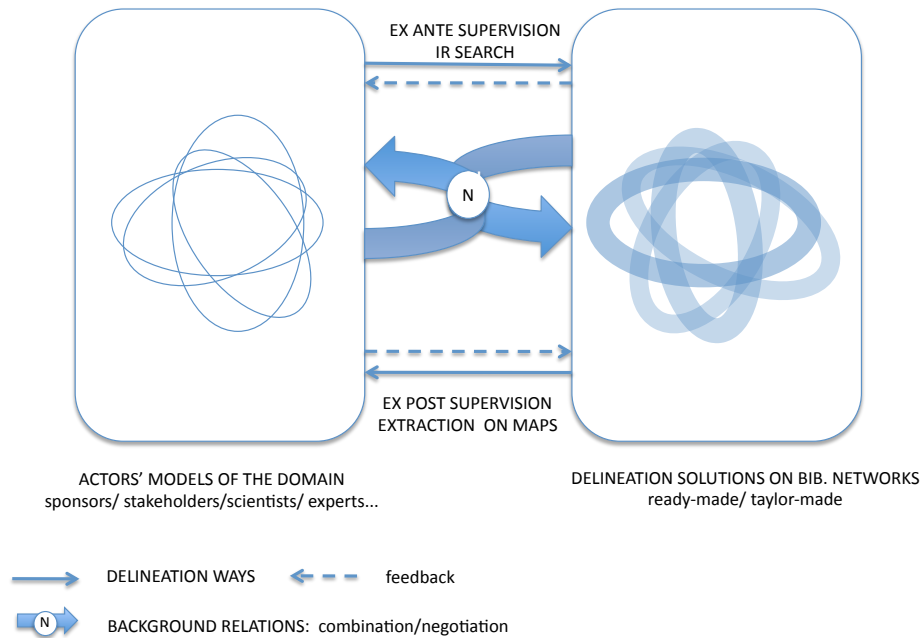 EX ANTE SUPERVISION
IR SEARCH
N
EX POST SUPERVISION
EXTRACTION ON MAPS
ACTORS' MODELS OF THE DOMAIN
sponsors/ stakeholders/scientists/ experts...
DELINEATION SOLUTIONS ON BIB. NETWORKS
ready-made/ taylor-made
DELINEATION WAYS
feedback
N
BACKGROUND RELATIONS: combination/negotiation